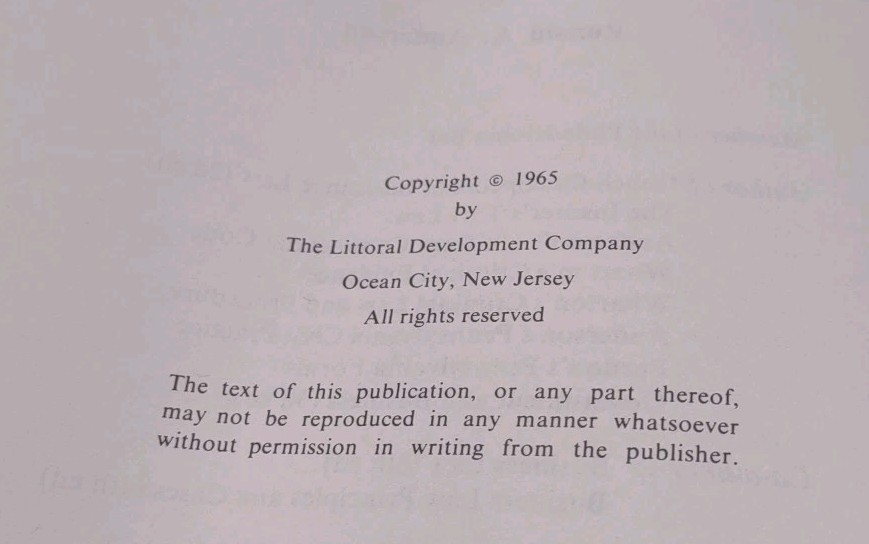 Copyright © 1965
by
The Littoral Development Company
Ocean City, New Jersey
All rights reserved
The text of this publication, or any part thereof,
may not be reproduced in any manner whatsoever
without permission in writing from the publisher.